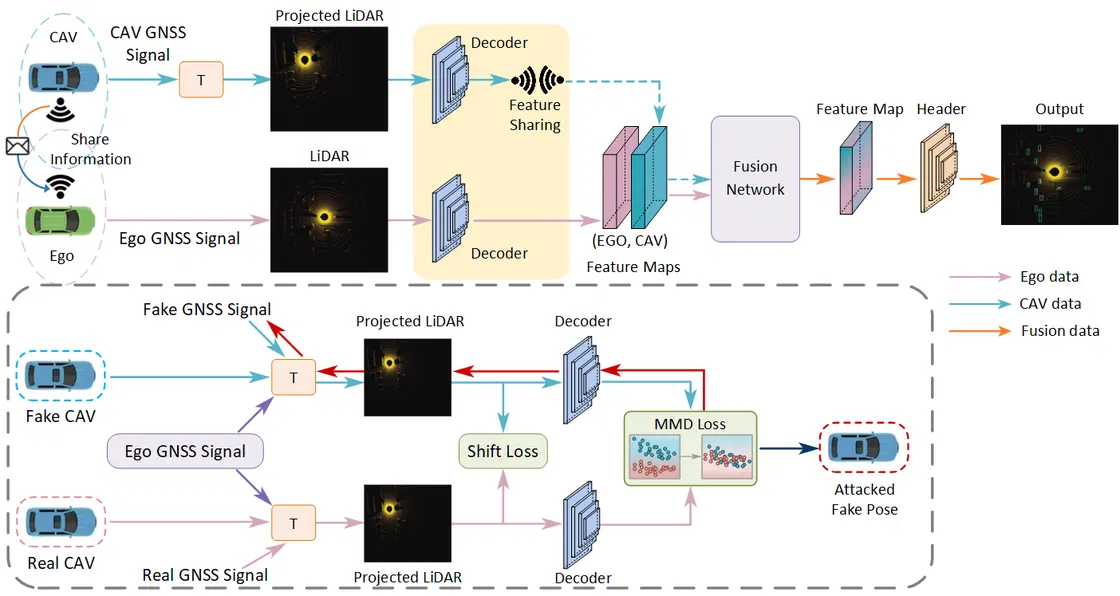 CAV
CAV GNSS
Signal
T
Projected LiDAR
Decoder
Feature
Sharing
Share
Information
LiDAR
Ego
Ego GNSS Signal
Decoder
(EGO, CAV)
Feature Maps
Fusion
Network
Feature Map
Header
Output
Ego data
CAV data
Fusion data
Fake GNSS Signal
Projected LiDAR
Decoder
T
Fake CAV
Ego GNSS Signal
Shift Loss
MMD Loss
Attacked
Fake Pose
T
Real CAV
Real GNSS Signal
Projected LiDAR
Decoder